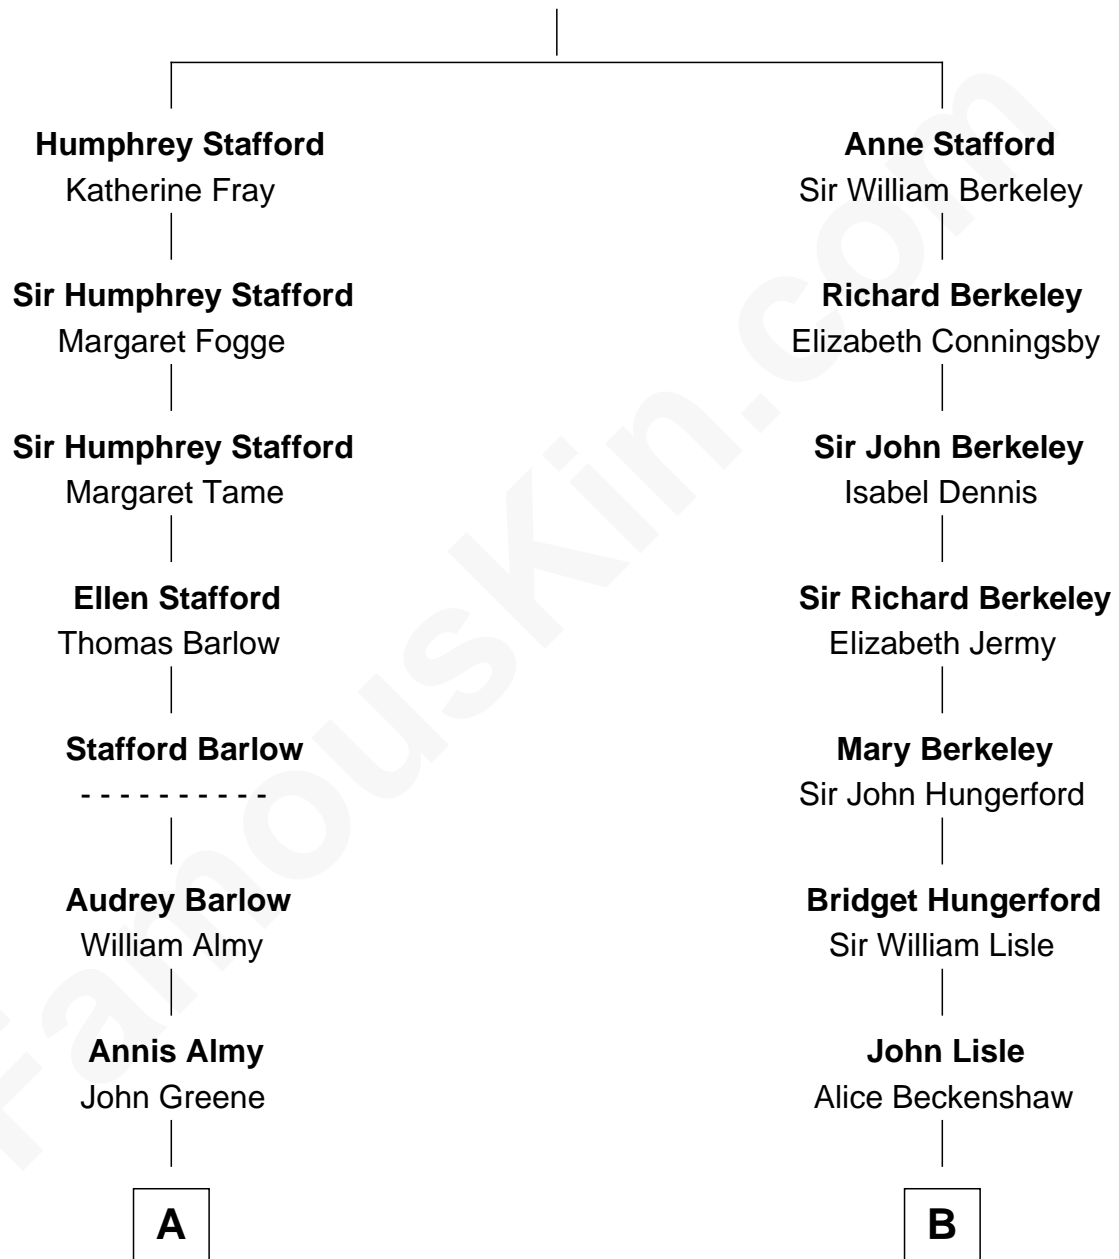 Humphrey Stafford
Katherine Fray
Sir Humphrey Stafford
Margaret Fogge
Sir Humphrey Stafford
Margaret Tame
Ellen Stafford
Thomas Barlow
Stafford Barlow
- - - - - - - - - -
Audrey Barlow
William Almy
Annis Almy
John Greene
A
Anne Stafford
Sir William Berkeley
Richard Berkeley
Elizabeth Conningsby
Sir John Berkeley
Isabel Dennis
Sir Richard Berkeley
Elizabeth Jermy
Mary Berkeley
Sir John Hungerford
Bridget Hungerford
Sir William Lisle
John Lisle
Alice Beckenshaw
B
FamousKin.com